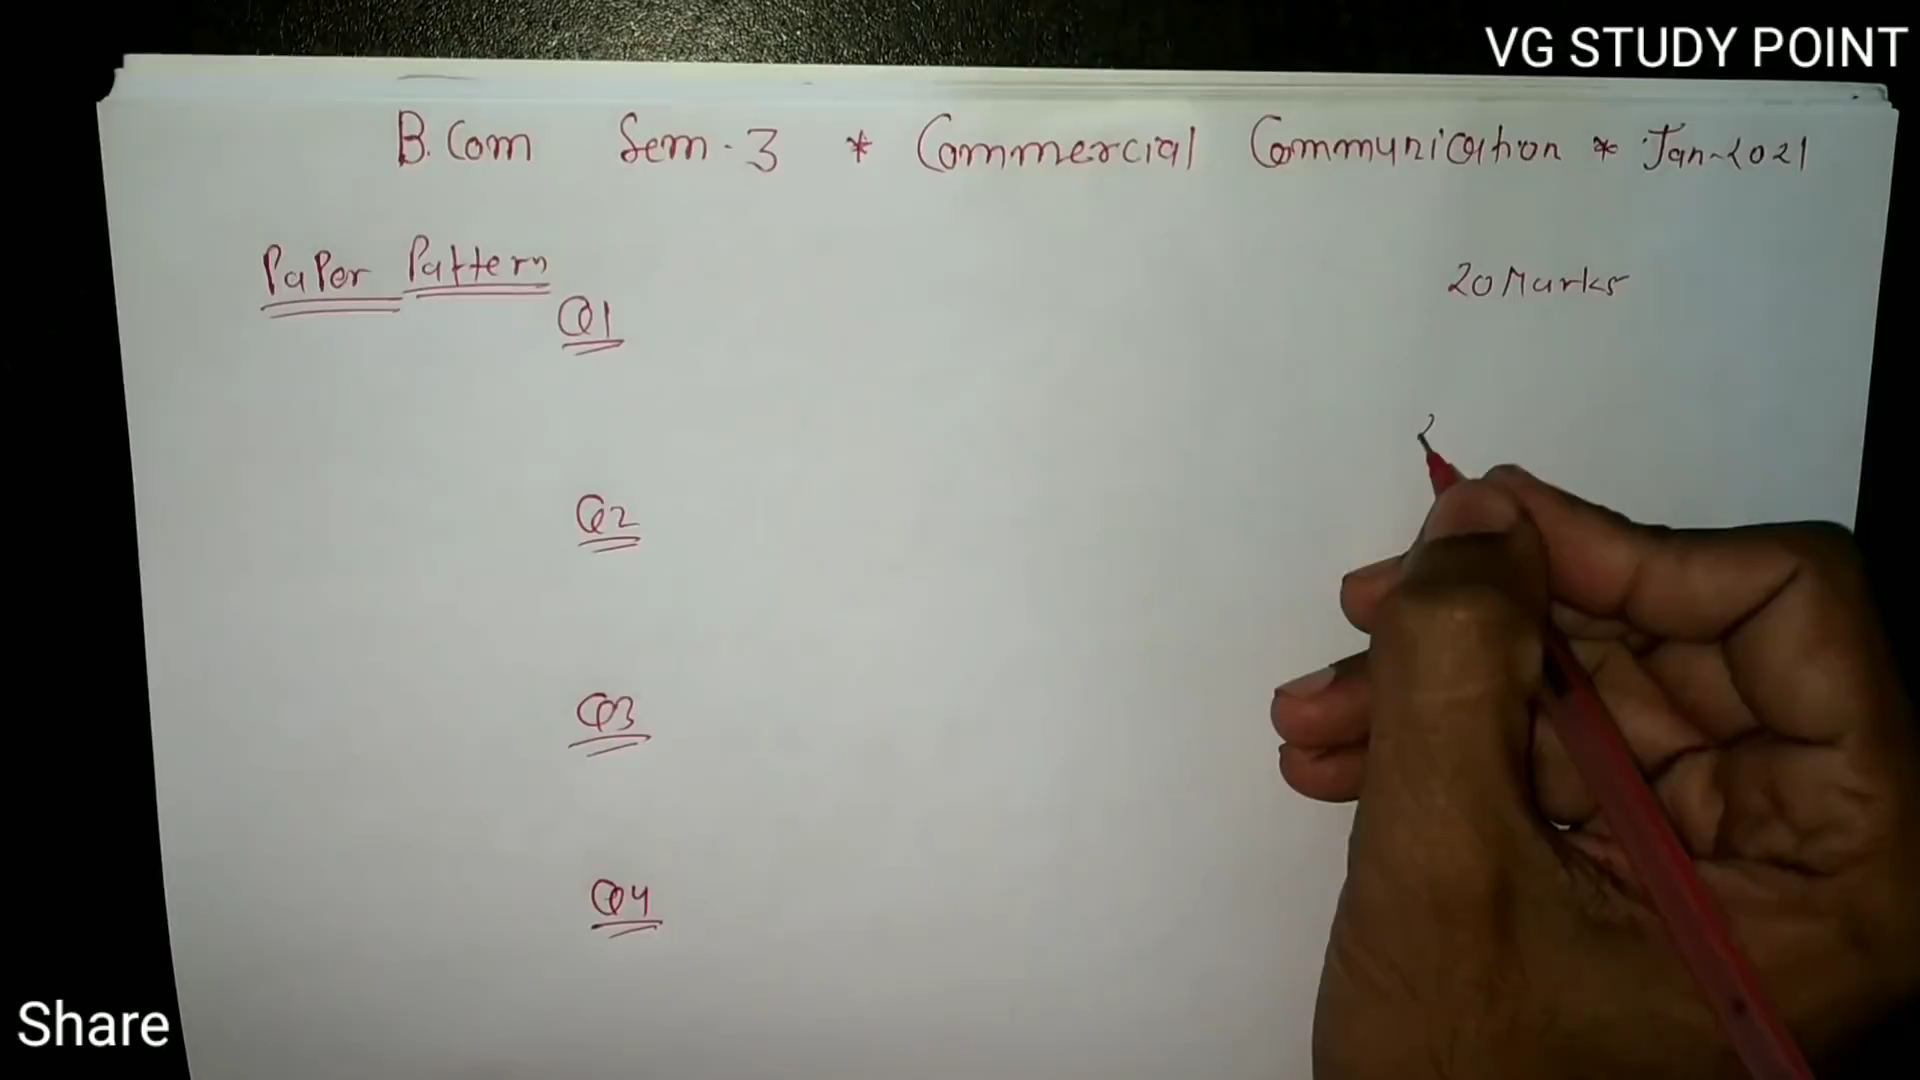 VG STUDY POINT
B.Com Sem-3 * Commercial Communication * Jan-2021
Paper Pattern
20 Marks
Q1
Q2
Q3
Q4
Share